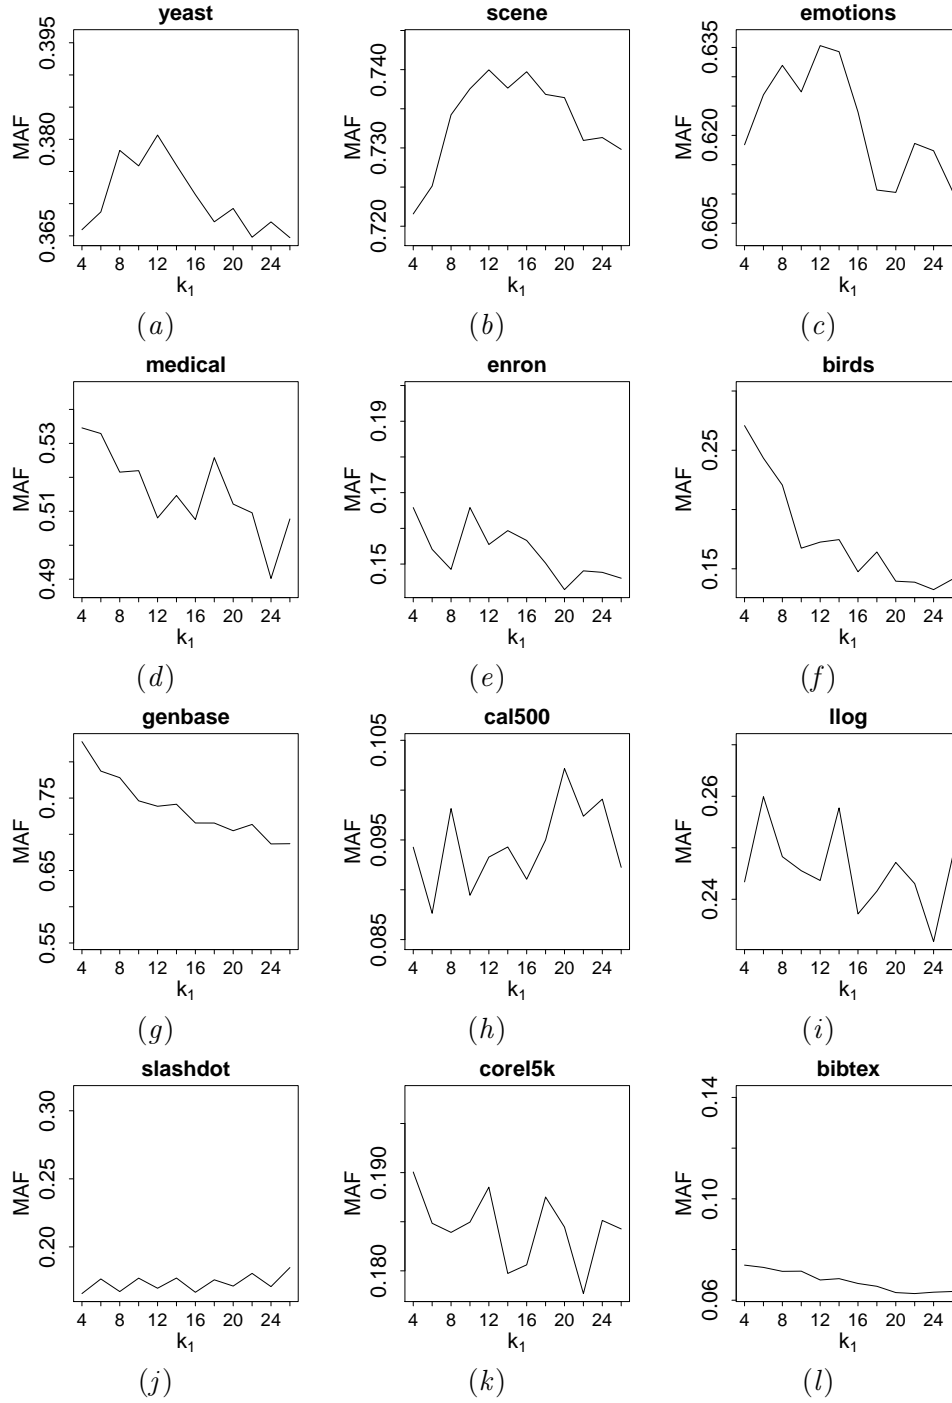 yeast
0.395
0.380
0.365
MAF
4 8 12 16 20 24
k1
(a)
scene
0.740
0.730
0.720
MAF
4 8 12 16 20 24
k1
(b)
emotions
0.635
0.620
0.605
MAF
4 8 12 16 20 24
k1
(c)
medical
0.53
0.51
0.49
MAF
4 8 12 16 20 24
k1
(d)
enron
0.19
0.17
0.15
MAF
4 8 12 16 20 24
k1
(e)
birds
0.25
0.15
MAF
4 8 12 16 20 24
k1
(f)
genbase
0.75
0.65
0.55
MAF
4 8 12 16 20 24
k1
(g)
cal500
0.105
0.095
0.085
MAF
4 8 12 16 20 24
k1
(h)
llog
0.26
0.24
MAF
4 8 12 16 20 24
k1
(i)
slashdot
0.30
0.25
0.20
MAF
4 8 12 16 20 24
k1
(j)
corel5k
0.190
0.180
MAF
4 8 12 16 20 24
k1
(k)
bibtex
0.14
0.10
0.06
MAF
4 8 12 16 20 24
k1
(l)